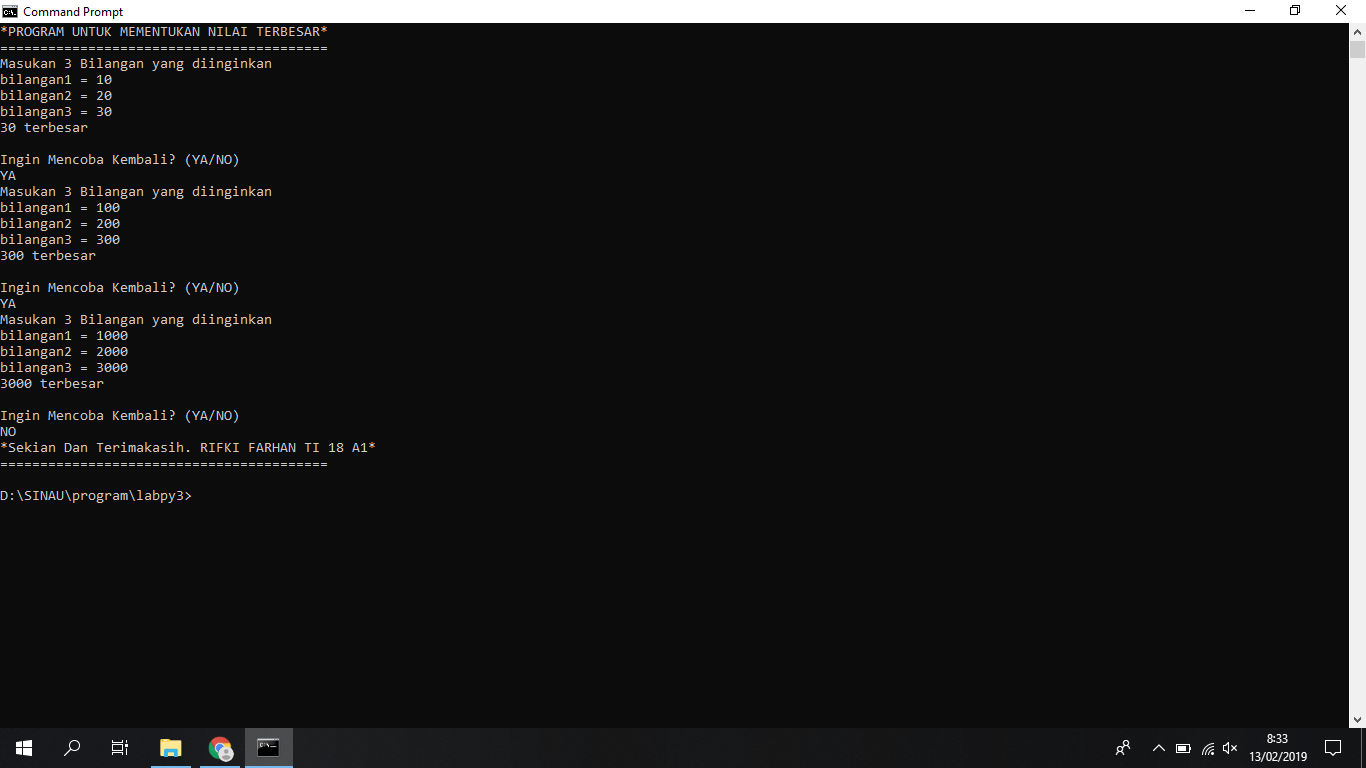 Command Prompt
*PROGRAM UNTUK MEMENTUKAN NILAI TERBESAR*
=========================================
Masukan 3 Bilangan yang diinginkan
bilangan1 = 10
bilangan2 = 20
bilangan3 = 30
30 terbesar
Ingin Mencoba Kembali? (YA/NO)
YA
Masukan 3 Bilangan yang diinginkan
bilangan1 = 100
bilangan2 = 200
bilangan3 = 300
300 terbesar
Ingin Mencoba Kembali? (YA/NO)
YA
Masukan 3 Bilangan yang diinginkan
bilangan1 = 1000
bilangan2 = 2000
bilangan3 = 3000
3000 terbesar
Ingin Mencoba Kembali? (YA/NO)
NO
*Sekian Dan Terimakasih. RIFKI FARHAN TI 18 A1*
=========================================
D:\SINAU\program\labpy3>
8:33
13/02/2019